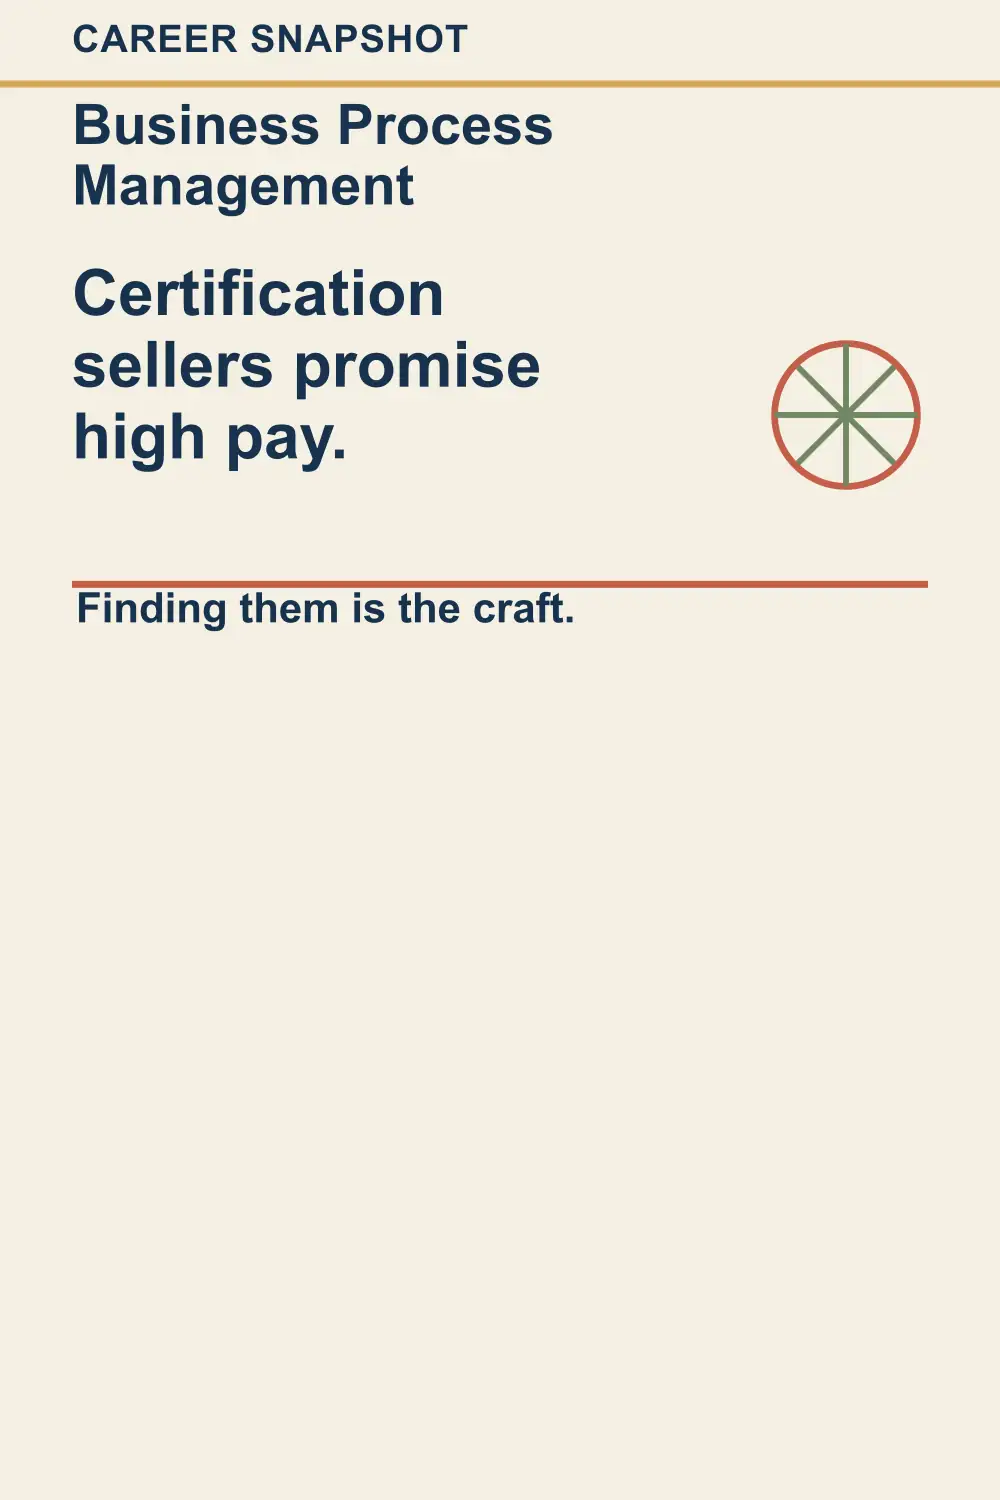 CAREER SNAPSHOT
Business Process
Management
Certification
sellers promise
high pay.
Finding them is the craft.